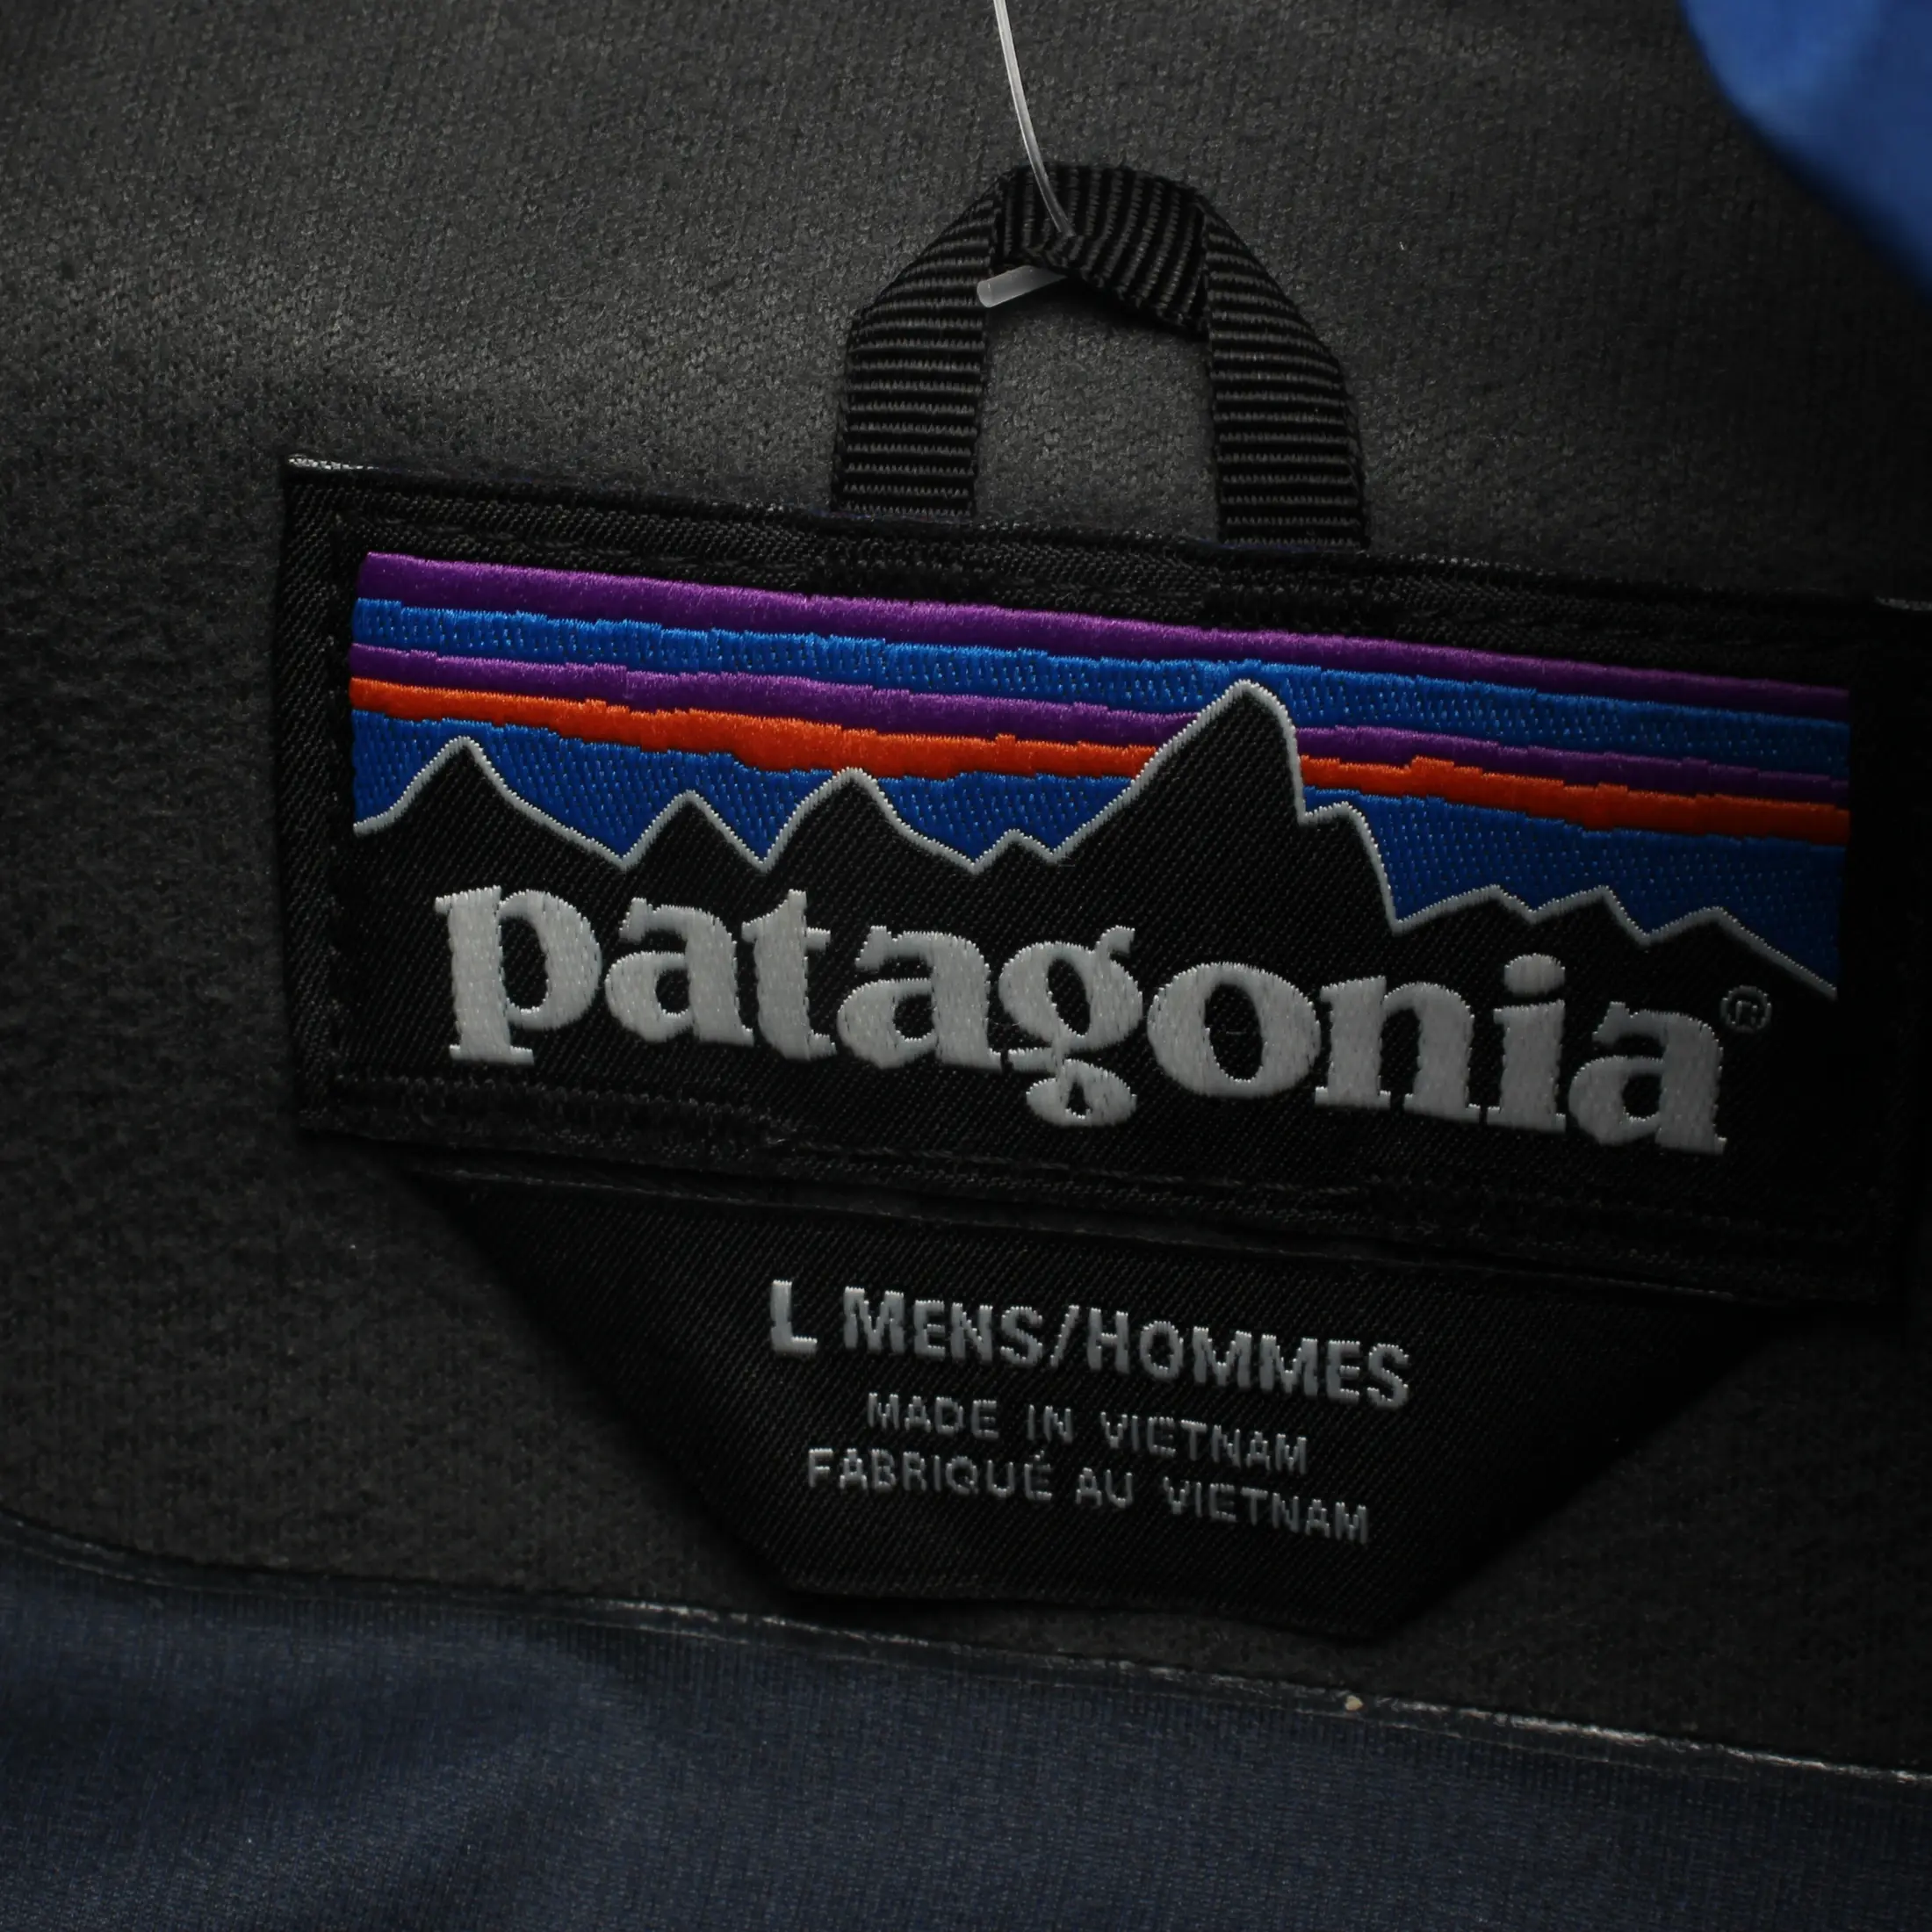 patagonia®
L MENS/HOMMES
MADE IN VIETNAM
FABRIQUÉ AU VIETNAM